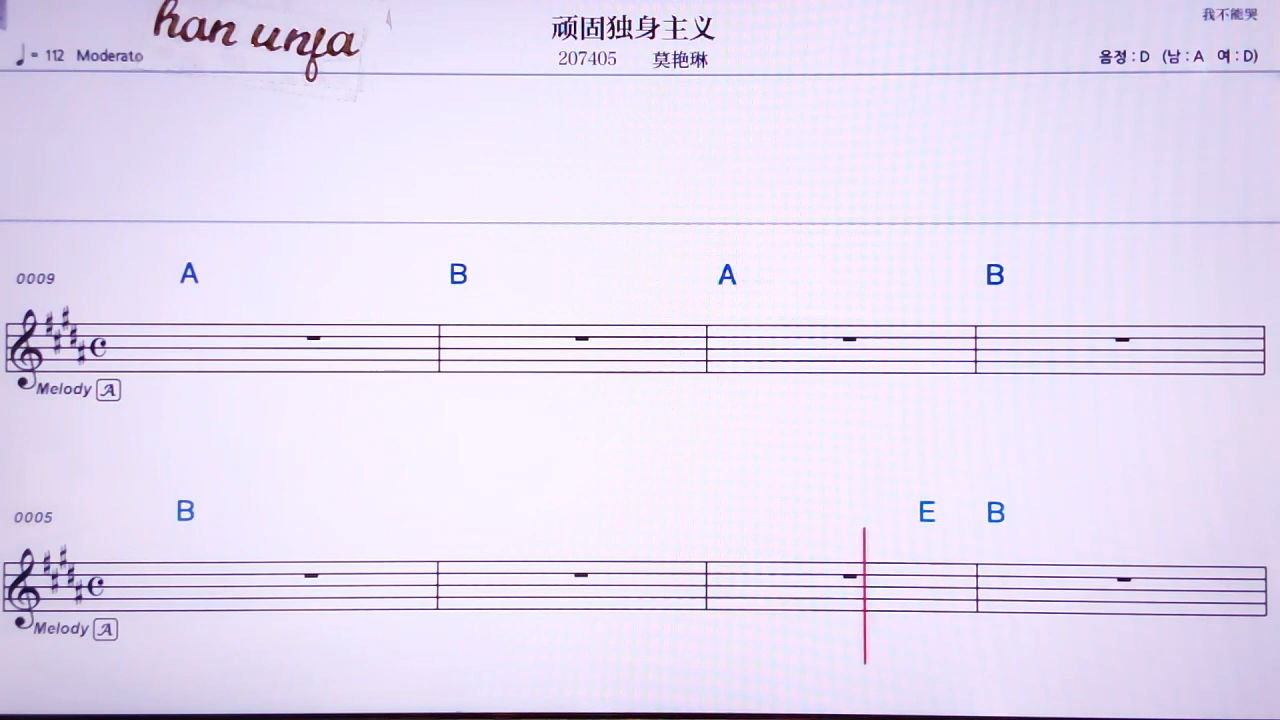 han unfa
顽固独身主义
我不能哭
♩= 112 Moderato
207405 莫艳琳
음정 : D (남 : A 여 : D)
0009 A B A B
Melody A
0005 B E B
Melody A